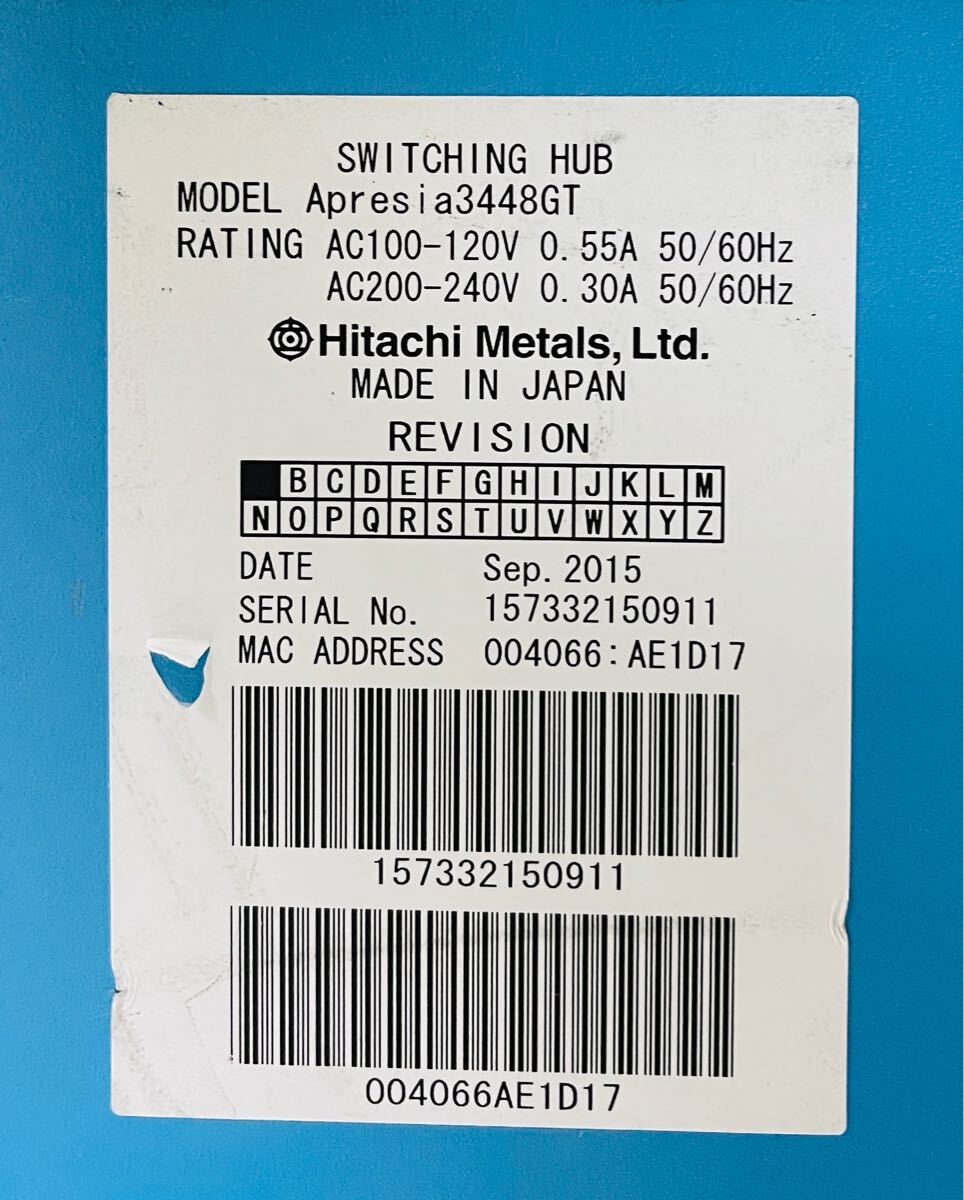 SWITCHING HUB
MODEL Apresia3448GT
RATING AC100-120V 0.55A 50/60Hz
AC200-240V 0.30A 50/60Hz
Hitachi Metals, Ltd.
MADE IN JAPAN
REVISION
B C D E F G H I J K L M
N O P Q R S T U V W X Y Z
DATE Sep. 2015
SERIAL No. 157332150911
MAC ADDRESS 004066:AE1D17
157332150911
004066AE1D17